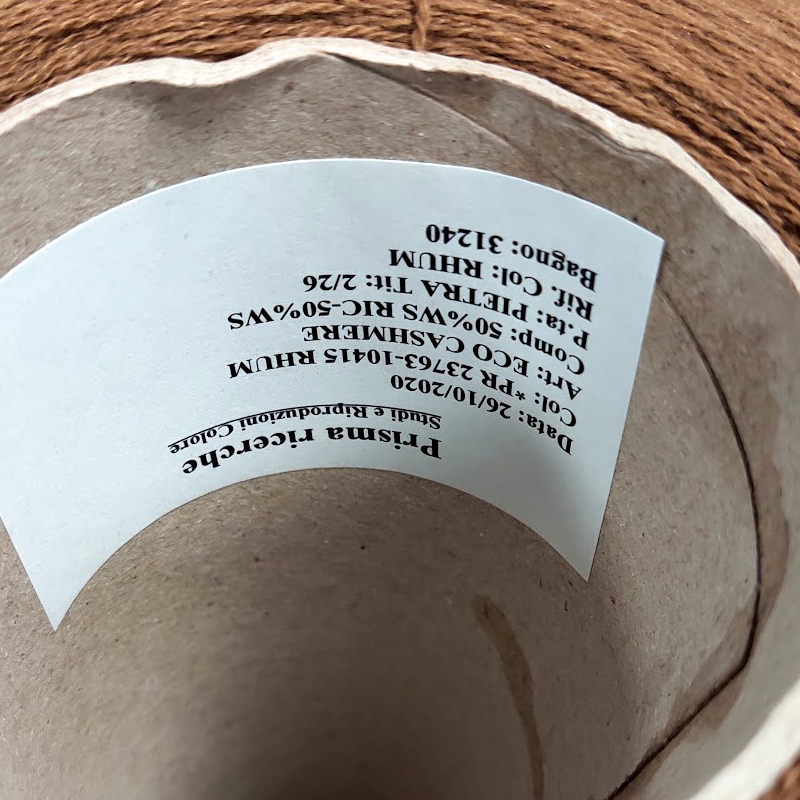 Prisma ricerche
Studi e Riproduzioni Colore
Data: 26/10/2020
Col: *PR 23763-10415 RHUM
Art: ECO CASHMERE
Comp: 50%WS RIC-50%WS
P.ta: PIETRA Tit: 2/26
Rif. Col: RHUM
Bagno: 31240